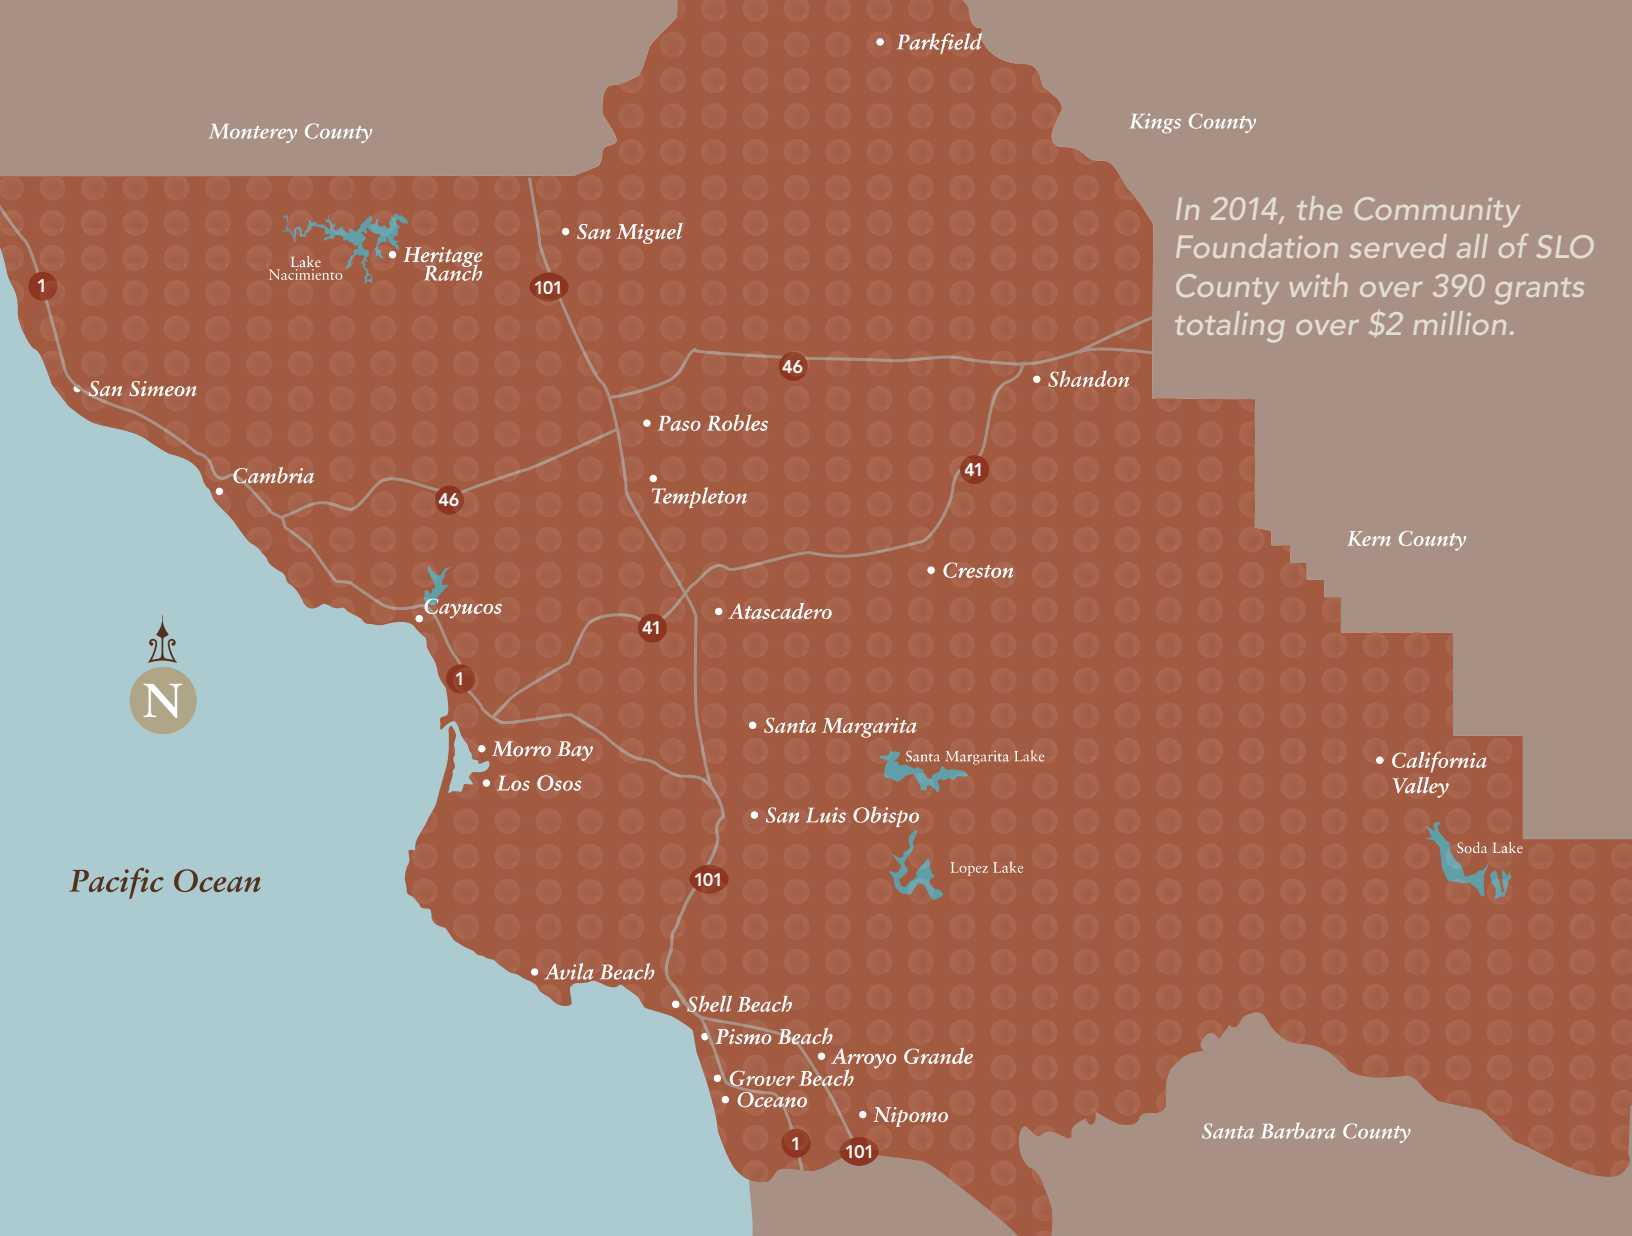 Parkfield
Monterey County
Kings County
In 2014, the Community
Foundation served all of SLO
County with over 390 grants
totaling over $2 million.
San Miguel
Heritage
Ranch
Lake
Nacimiento
1
101
46
Shandon
San Simeon
Paso Robles
41
Cambria
46
Templeton
Kern County
Creston
Cayucos
Atascadero
41
1
N
Santa Margarita
Morro Bay
Santa Margarita Lake
California
Valley
Los Osos
San Luis Obispo
Soda Lake
Lopez Lake
Pacific Ocean
101
Avila Beach
Shell Beach
Pismo Beach
Arroyo Grande
Grover Beach
Oceano
Nipomo
Santa Barbara County
1
101